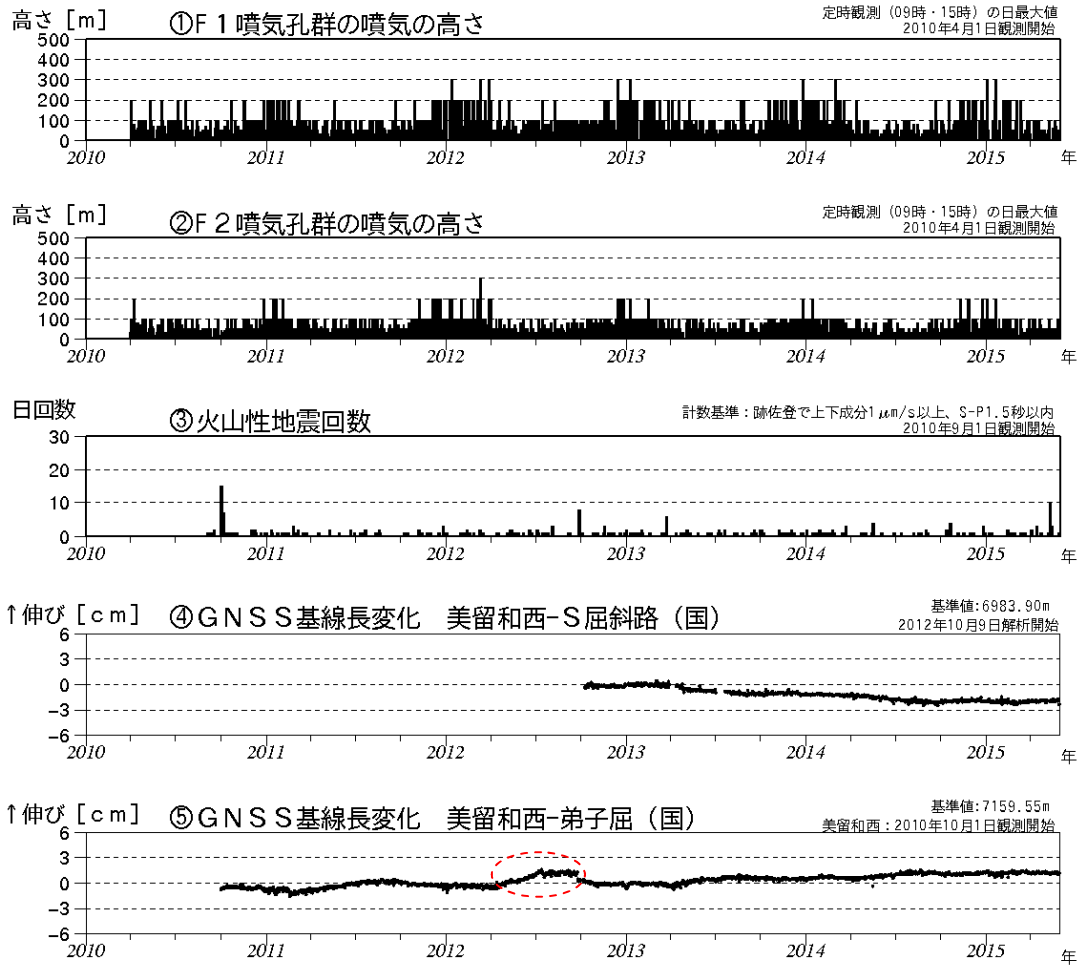 高さ［m］ ①Ｆ１噴気孔群の噴気の高さ 定時観測（09時・15時）の日最大値
2010年4月1日観測開始
500
400
300
200
100
0
2010 2011 2012 2013 2014 2015 年
高さ［m］ ②Ｆ２噴気孔群の噴気の高さ 定時観測（09時・15時）の日最大値
2010年4月1日観測開始
500
400
300
200
100
0
2010 2011 2012 2013 2014 2015 年
日回数 ③火山性地震回数 計数基準：跡佐登で上下成分1μm/s以上、S-P1.5秒以内
2010年9月1日観測開始
30
20
10
0
2010 2011 2012 2013 2014 2015 年
↑伸び［cm］ ④ＧＮＳＳ基線長変化 美留和西-Ｓ屈斜路（国） 基準値:6983.90m
2012年10月9日解析開始
6
3
0
-3
-6
2010 2011 2012 2013 2014 2015 年
↑伸び［cm］ ⑤ＧＮＳＳ基線長変化 美留和西-弟子屈（国） 基準値:7159.55m
美留和西：2010年10月1日観測開始
6
3
0
-3
-6
2010 2011 2012 2013 2014 2015 年